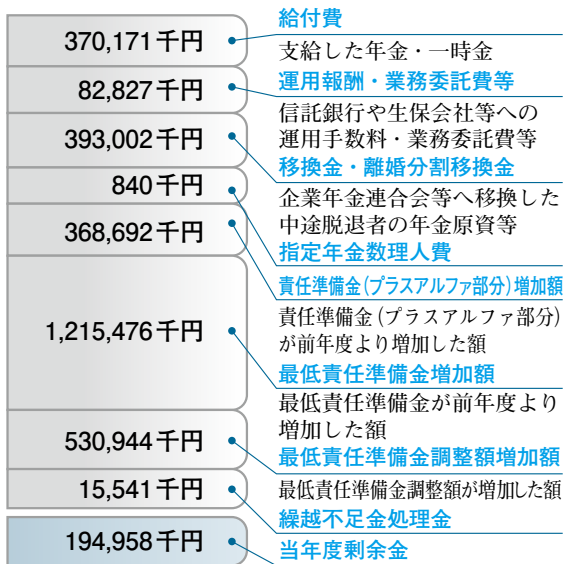 370,171千円
給付費
支給した年金・一時金
82,827千円
運用報酬・業務委託費等
信託銀行や生保会社等への
運用手数料・業務委託費等
393,002千円
移換金・離婚分割移換金
企業年金連合会等へ移換した
中途脱退者の年金原資等
840千円
指定年金数理人費
368,692千円
責任準備金(プラスアルファ部分)増加額
責任準備金(プラスアルファ部分)
が前年度より増加した額
1,215,476千円
最低責任準備金増加額
最低責任準備金が前年度より
増加した額
530,944千円
最低責任準備金調整額増加額
最低責任準備金調整額が増加した額
15,541千円
繰越不足金処理金
194,958千円
当年度剰余金